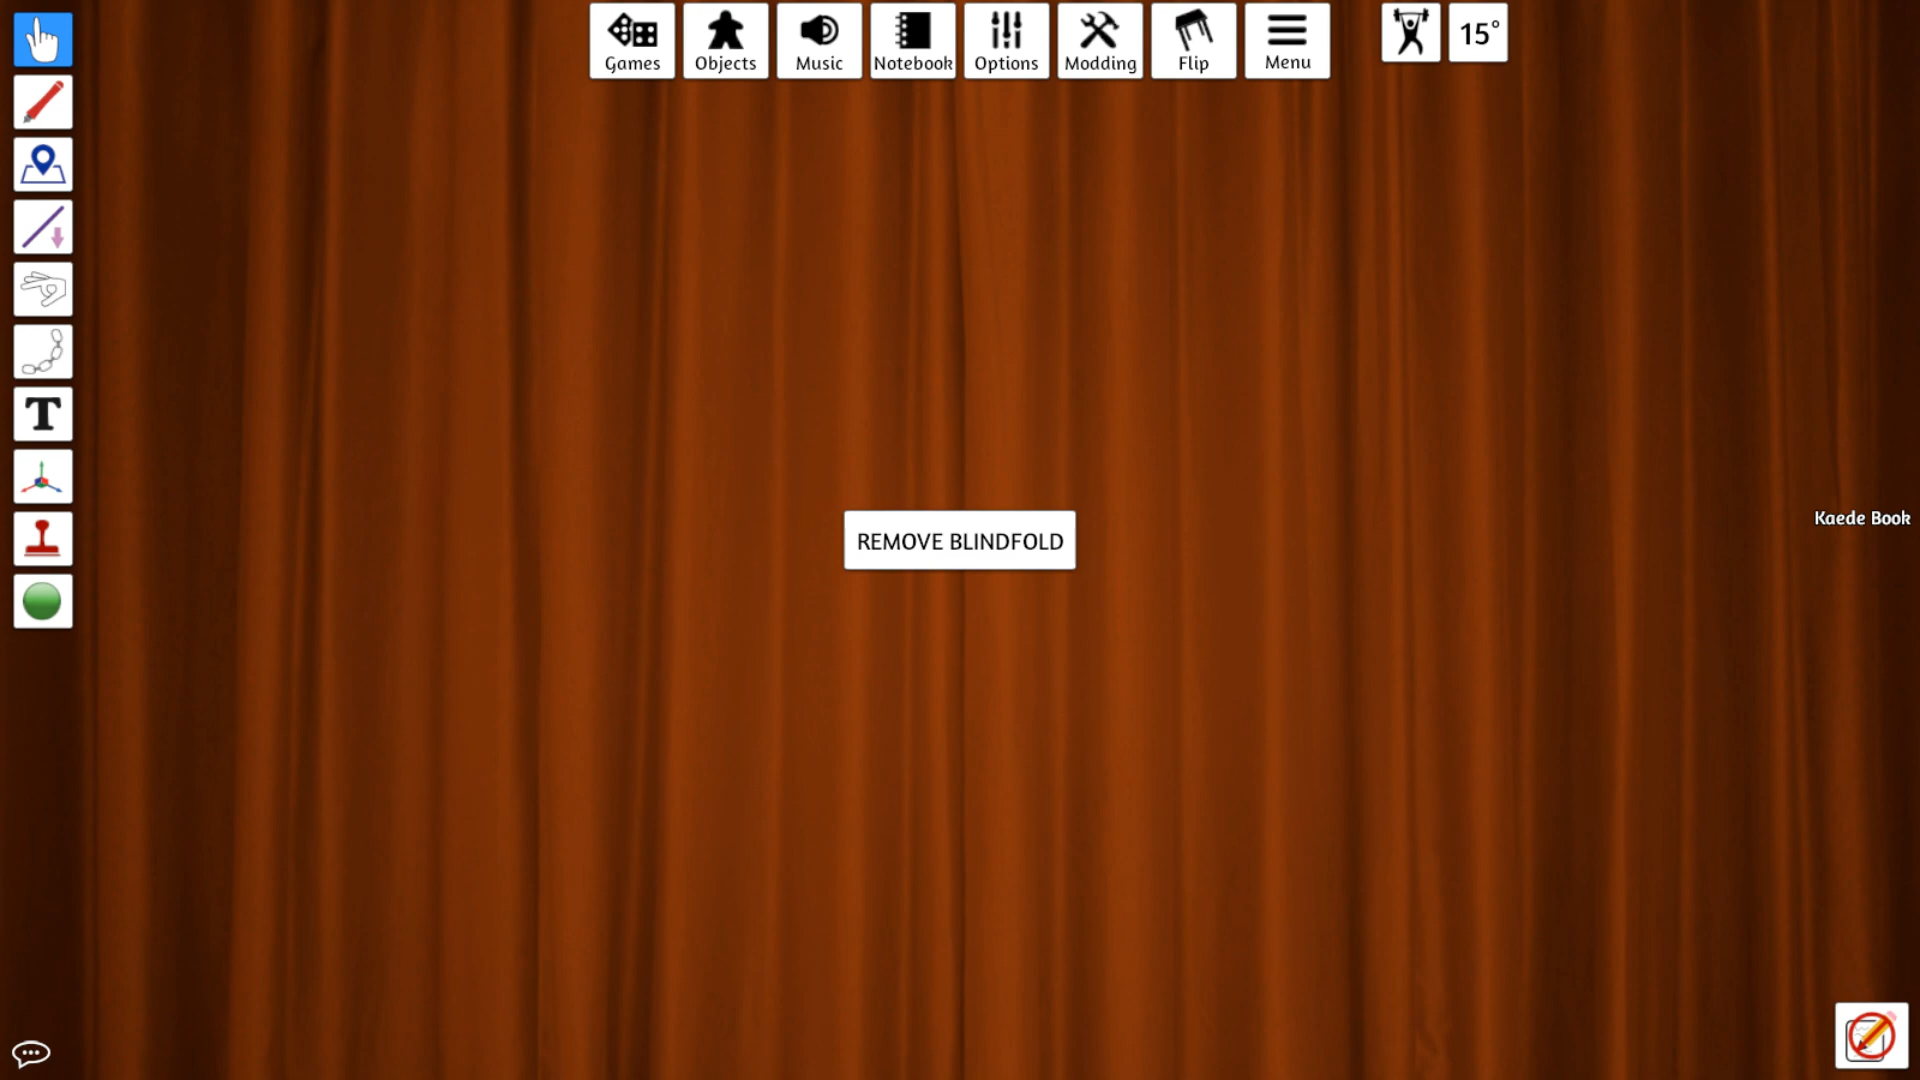 Games
Objects
Music
Notebook
Options
Modding
Flip
Menu
15°
T
REMOVE BLINDFOLD
Kaede Book